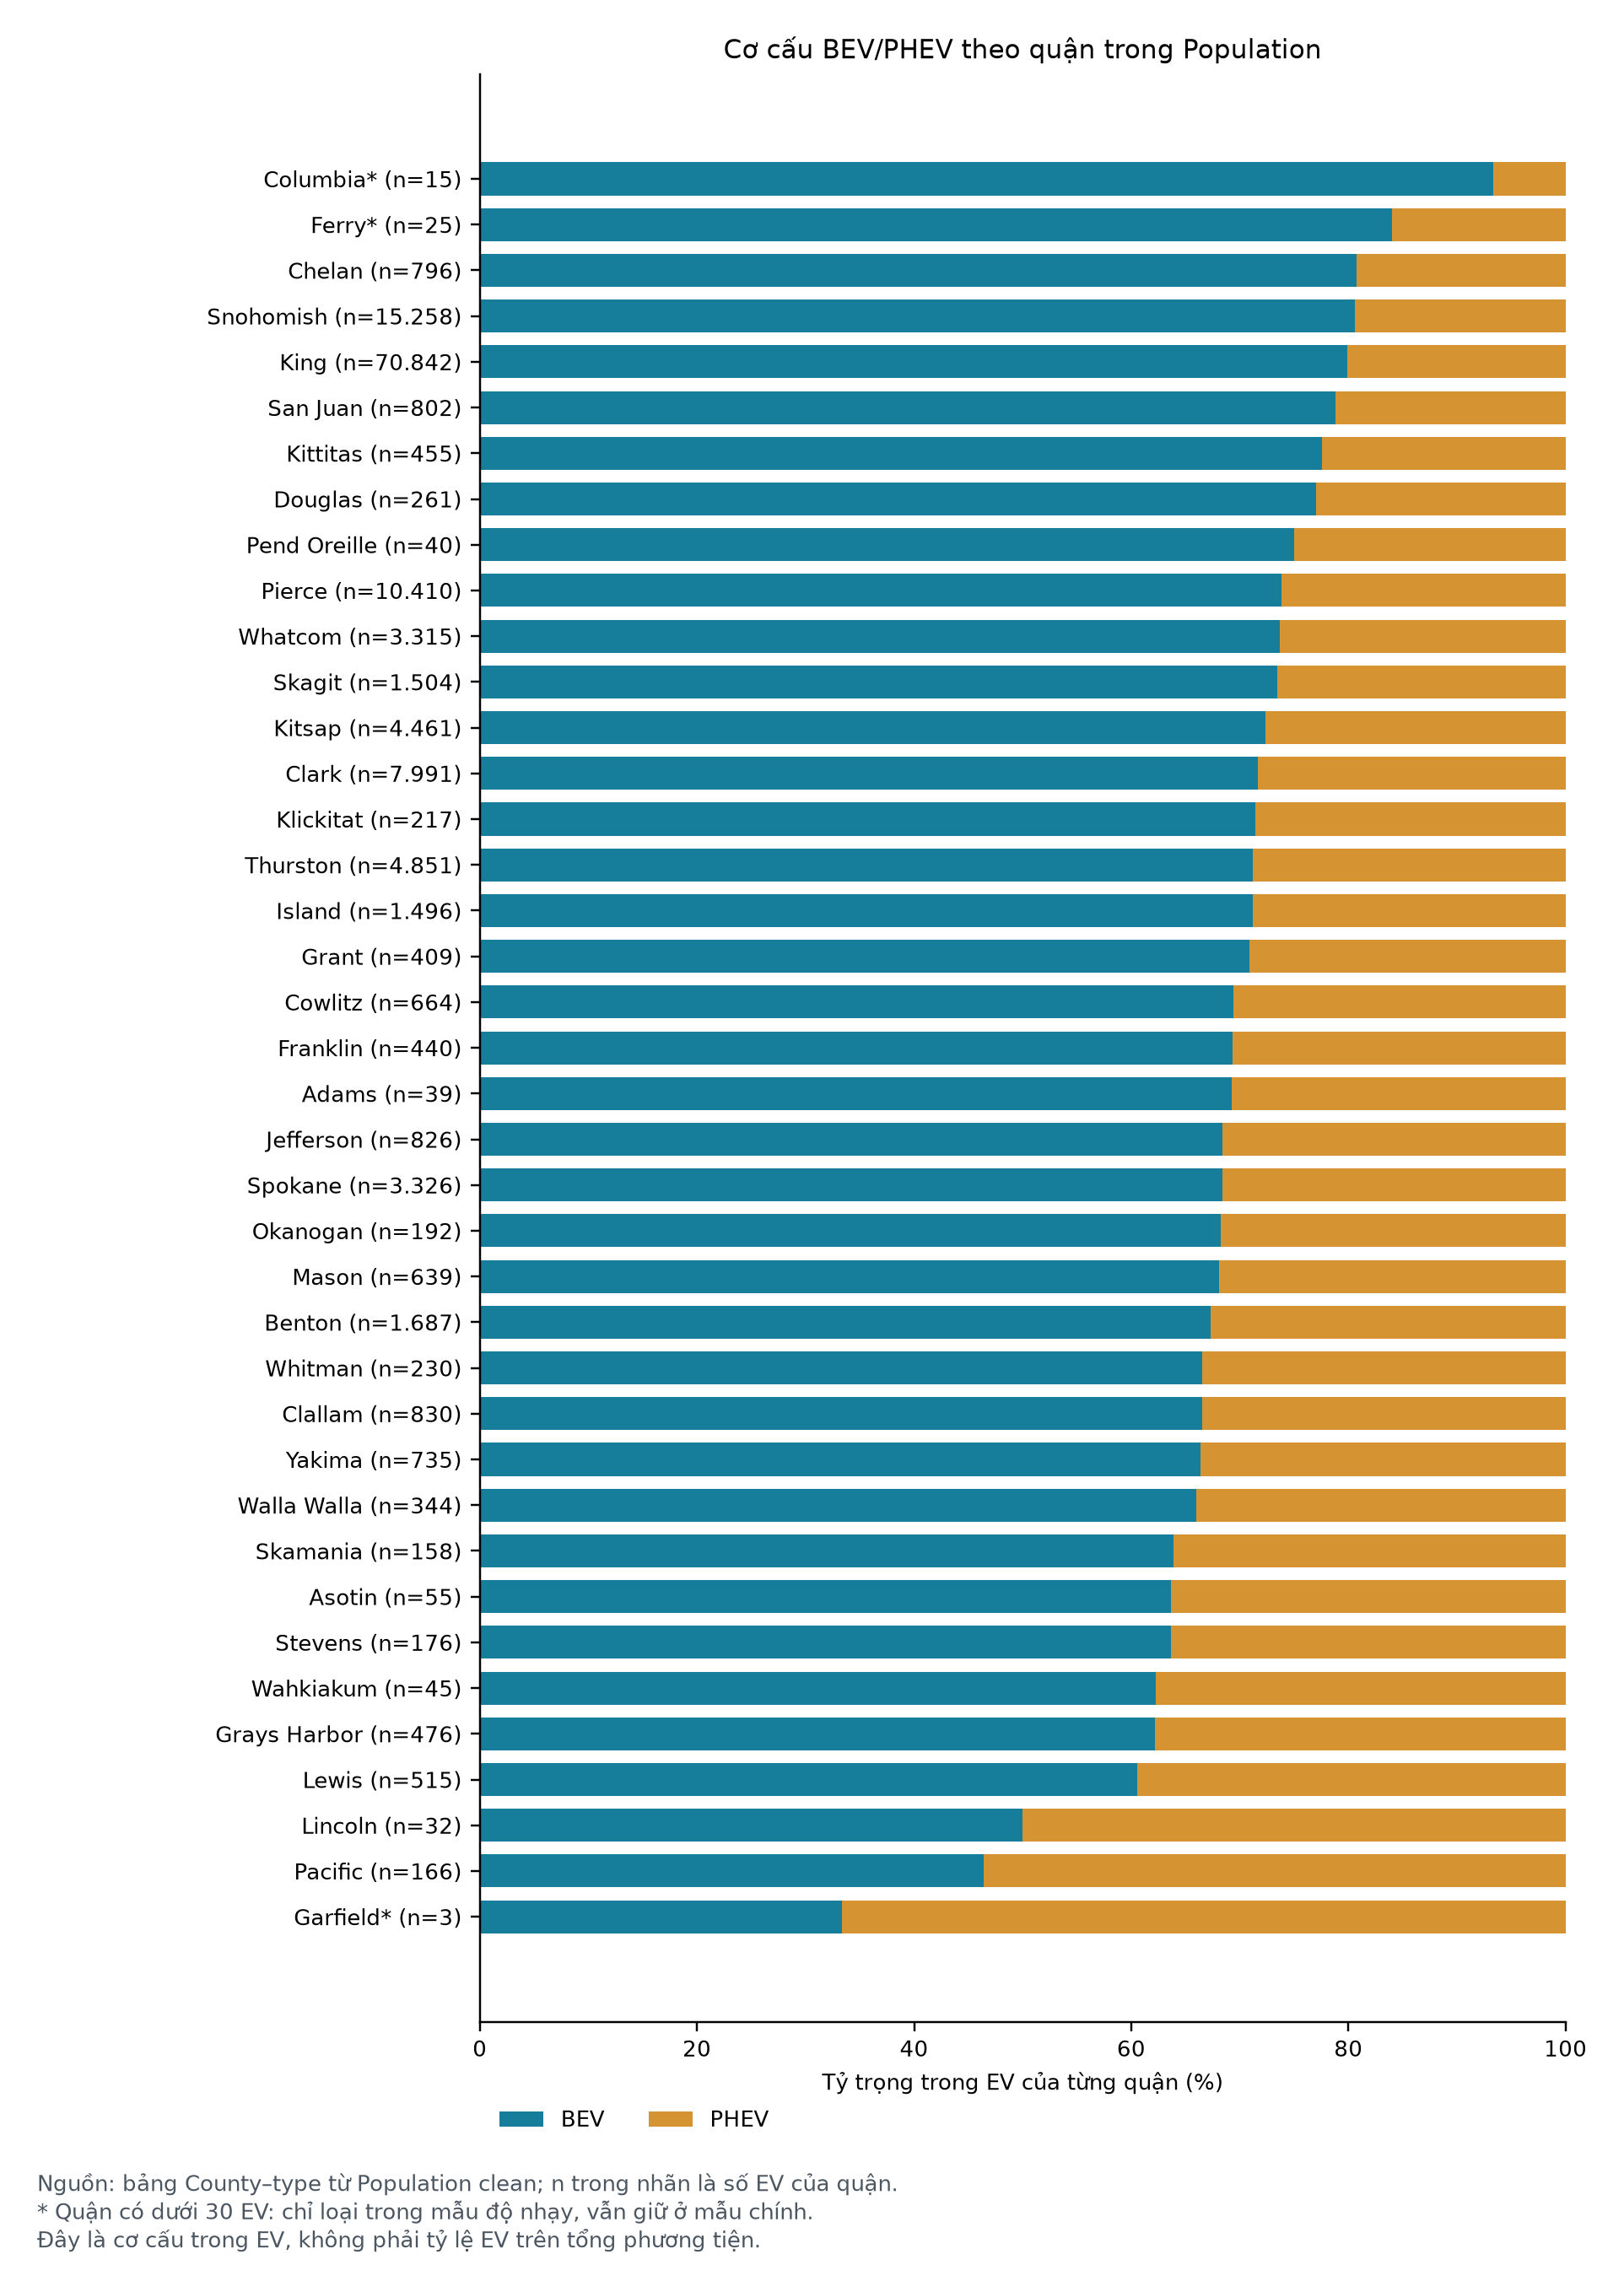 Cơ cấu BEV/PHEV theo quận trong Population
Columbia* (n=15)
Ferry* (n=25)
Chelan (n=796)
Snohomish (n=15.258)
King (n=70.842)
San Juan (n=802)
Kittitas (n=455)
Douglas (n=261)
Pend Oreille (n=40)
Pierce (n=10.410)
Whatcom (n=3.315)
Skagit (n=1.504)
Kitsap (n=4.461)
Clark (n=7.991)
Klickitat (n=217)
Thurston (n=4.851)
Island (n=1.496)
Grant (n=409)
Cowlitz (n=664)
Franklin (n=440)
Adams (n=39)
Jefferson (n=826)
Spokane (n=3.326)
Okanogan (n=192)
Mason (n=639)
Benton (n=1.687)
Whitman (n=230)
Clallam (n=830)
Yakima (n=735)
Walla Walla (n=344)
Skamania (n=158)
Asotin (n=55)
Stevens (n=176)
Wahkiakum (n=45)
Grays Harbor (n=476)
Lewis (n=515)
Lincoln (n=32)
Pacific (n=166)
Garfield* (n=3)
0 20 40 60 80 100
Tỷ trọng trong EV của từng quận (%)
BEV PHEV
Nguồn: bảng County–type từ Population clean; n trong nhãn là số EV của quận.
* Quận có dưới 30 EV: chỉ loại trong mẫu độ nhạy, vẫn giữ ở mẫu chính.
Đây là cơ cấu trong EV, không phải tỷ lệ EV trên tổng phương tiện.